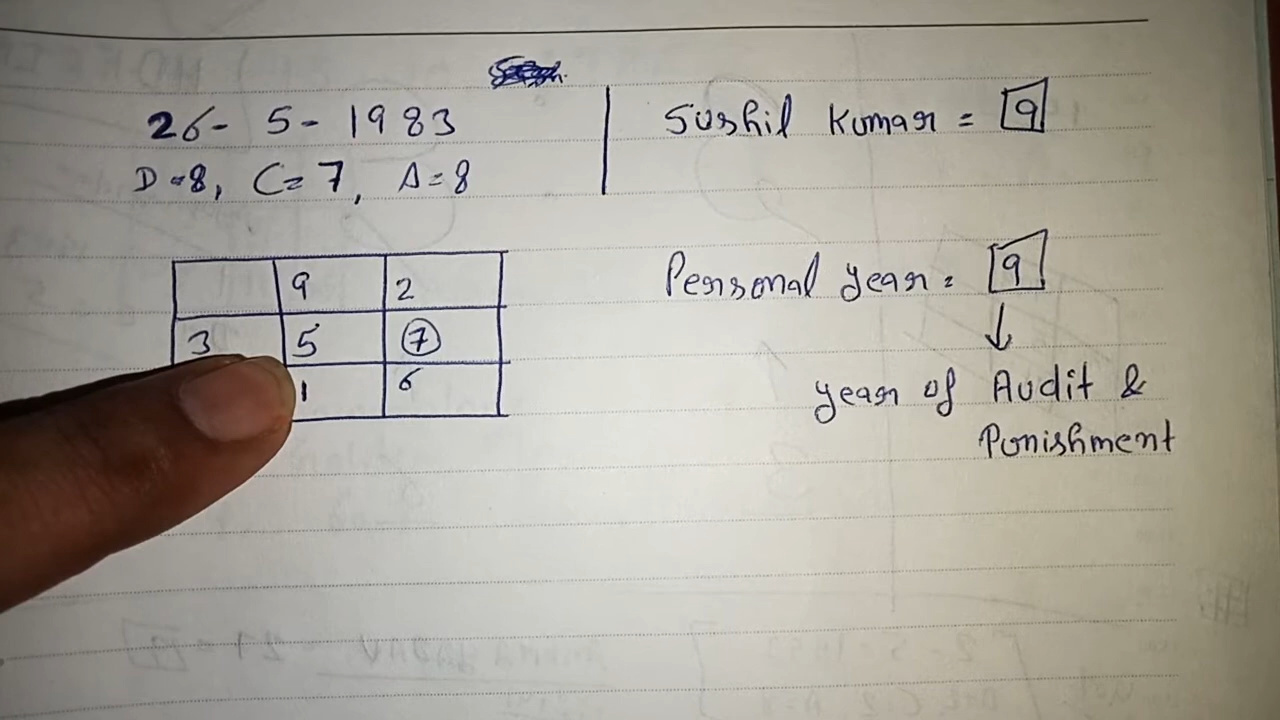 26- 5- 1983
D=8, C=7, A=8
Sushil Kumar = 9
9 2
3 5 7
1 6
Personal year = 9
↓
year of Audit &
Punishment